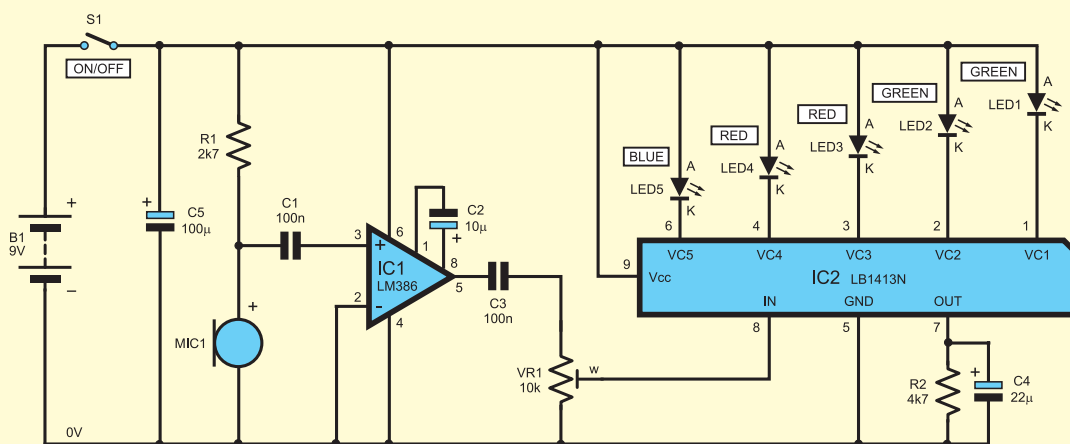 S1
ON/OFF
R1
2k7
B1
9V
+
−
+
C5
100µ
C1
100n
+
MIC1
0V
3
+
6
1
C2
10µ
+
8
5
IC1
LM386
2
-
4
C3
100n
VR1
10k
w
BLUE
A
LED5
K
6
RED
A
LED4
K
4
RED
A
LED3
K
3
GREEN
A
LED2
K
2
GREEN
A
LED1
K
1
VC5
VC4
VC3
VC2
VC1
9
Vcc
IC2 LB1413N
IN
GND
OUT
8
5
7
R2
4k7
+
C4
22µ